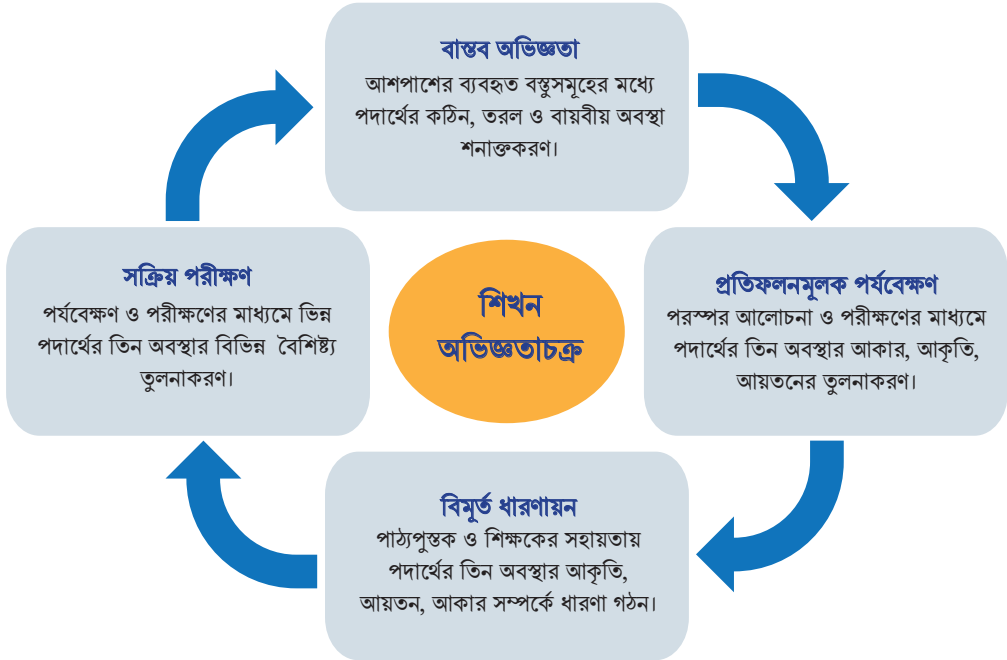 বাস্তব অভিজ্ঞতা
আশপাশের ব্যবহৃত বস্তুসমূহের মধ্যে
পদার্থের কঠিন, তরল ও বায়বীয় অবস্থা
শনাক্তকরণ।
প্রতিফলনমূলক পর্যবেক্ষণ
পরস্পর আলোচনা ও পরীক্ষণের মাধ্যমে
পদার্থের তিন অবস্থার আকার, আকৃতি,
আয়তনের তুলনাকরণ।
বিমূর্ত ধারণায়ন
পাঠ্যপুস্তক ও শিক্ষকের সহায়তায়
পদার্থের তিন অবস্থার আকৃতি,
আয়তন, আকার সম্পর্কে ধারণা গঠন।
সক্রিয় পরীক্ষণ
পর্যবেক্ষণ ও পরীক্ষণের মাধ্যমে ভিন্ন
পদার্থের তিন অবস্থার বিভিন্ন বৈশিষ্ট্য
তুলনাকরণ।
শিখন
অভিজ্ঞতাচক্র